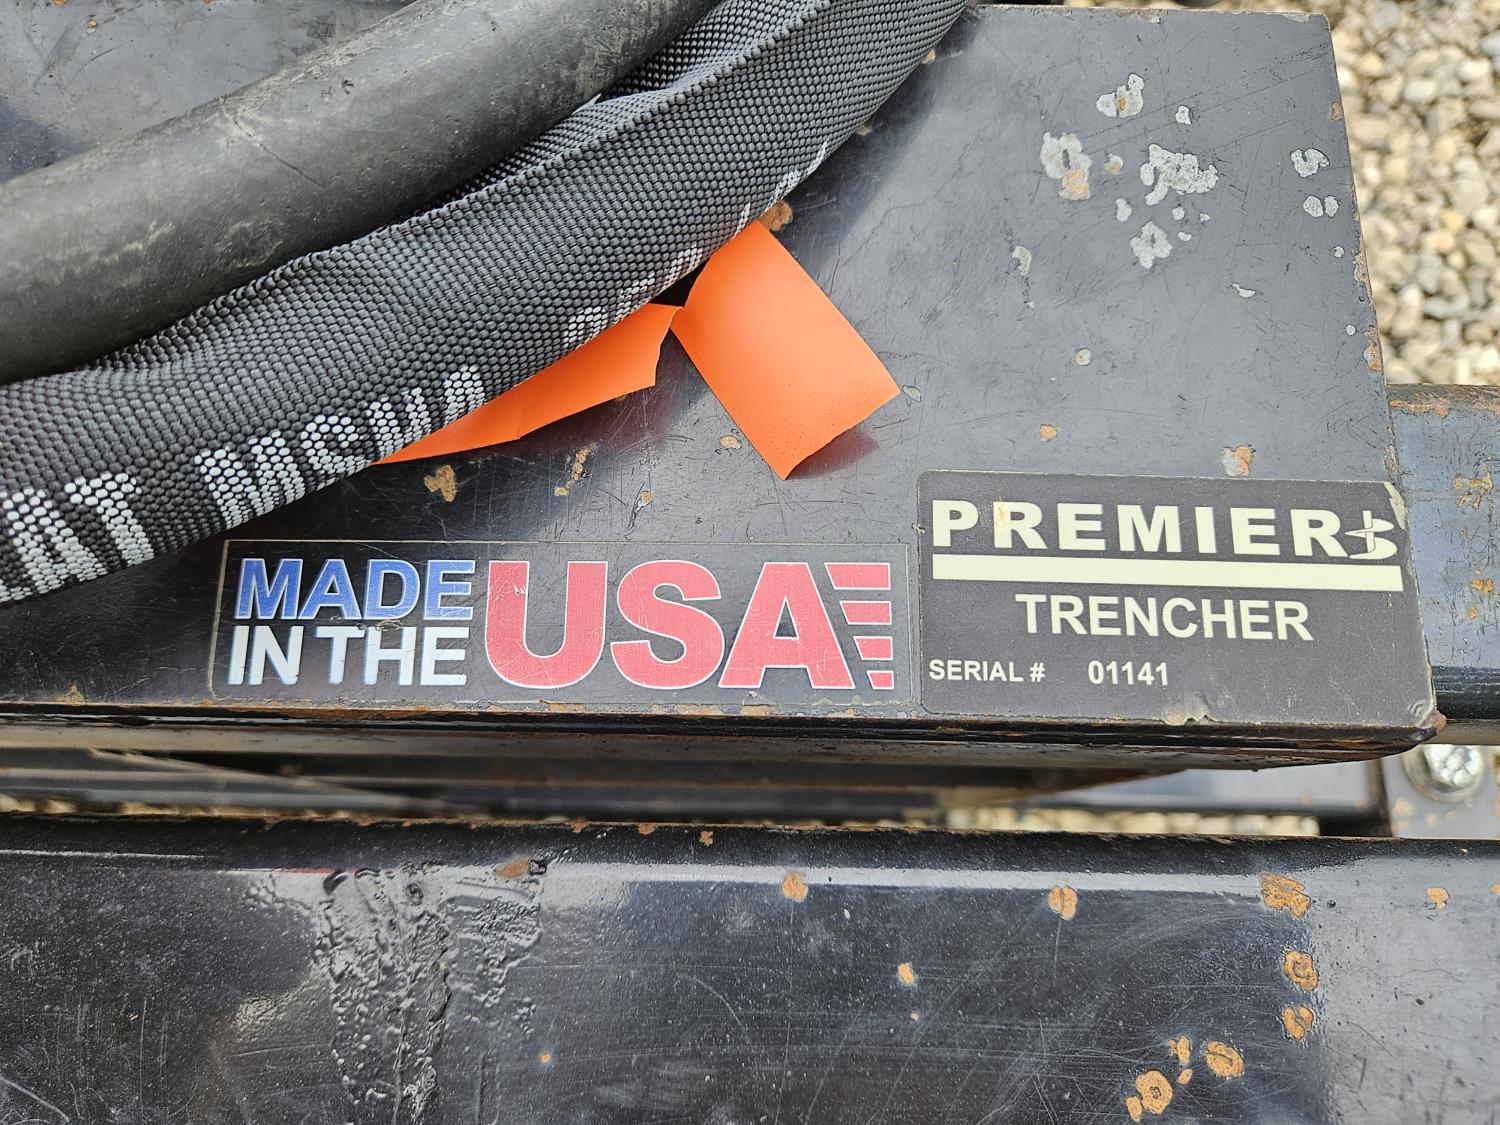 MADE
IN THE
USA
PREMIER
TRENCHER
SERIAL # 01141